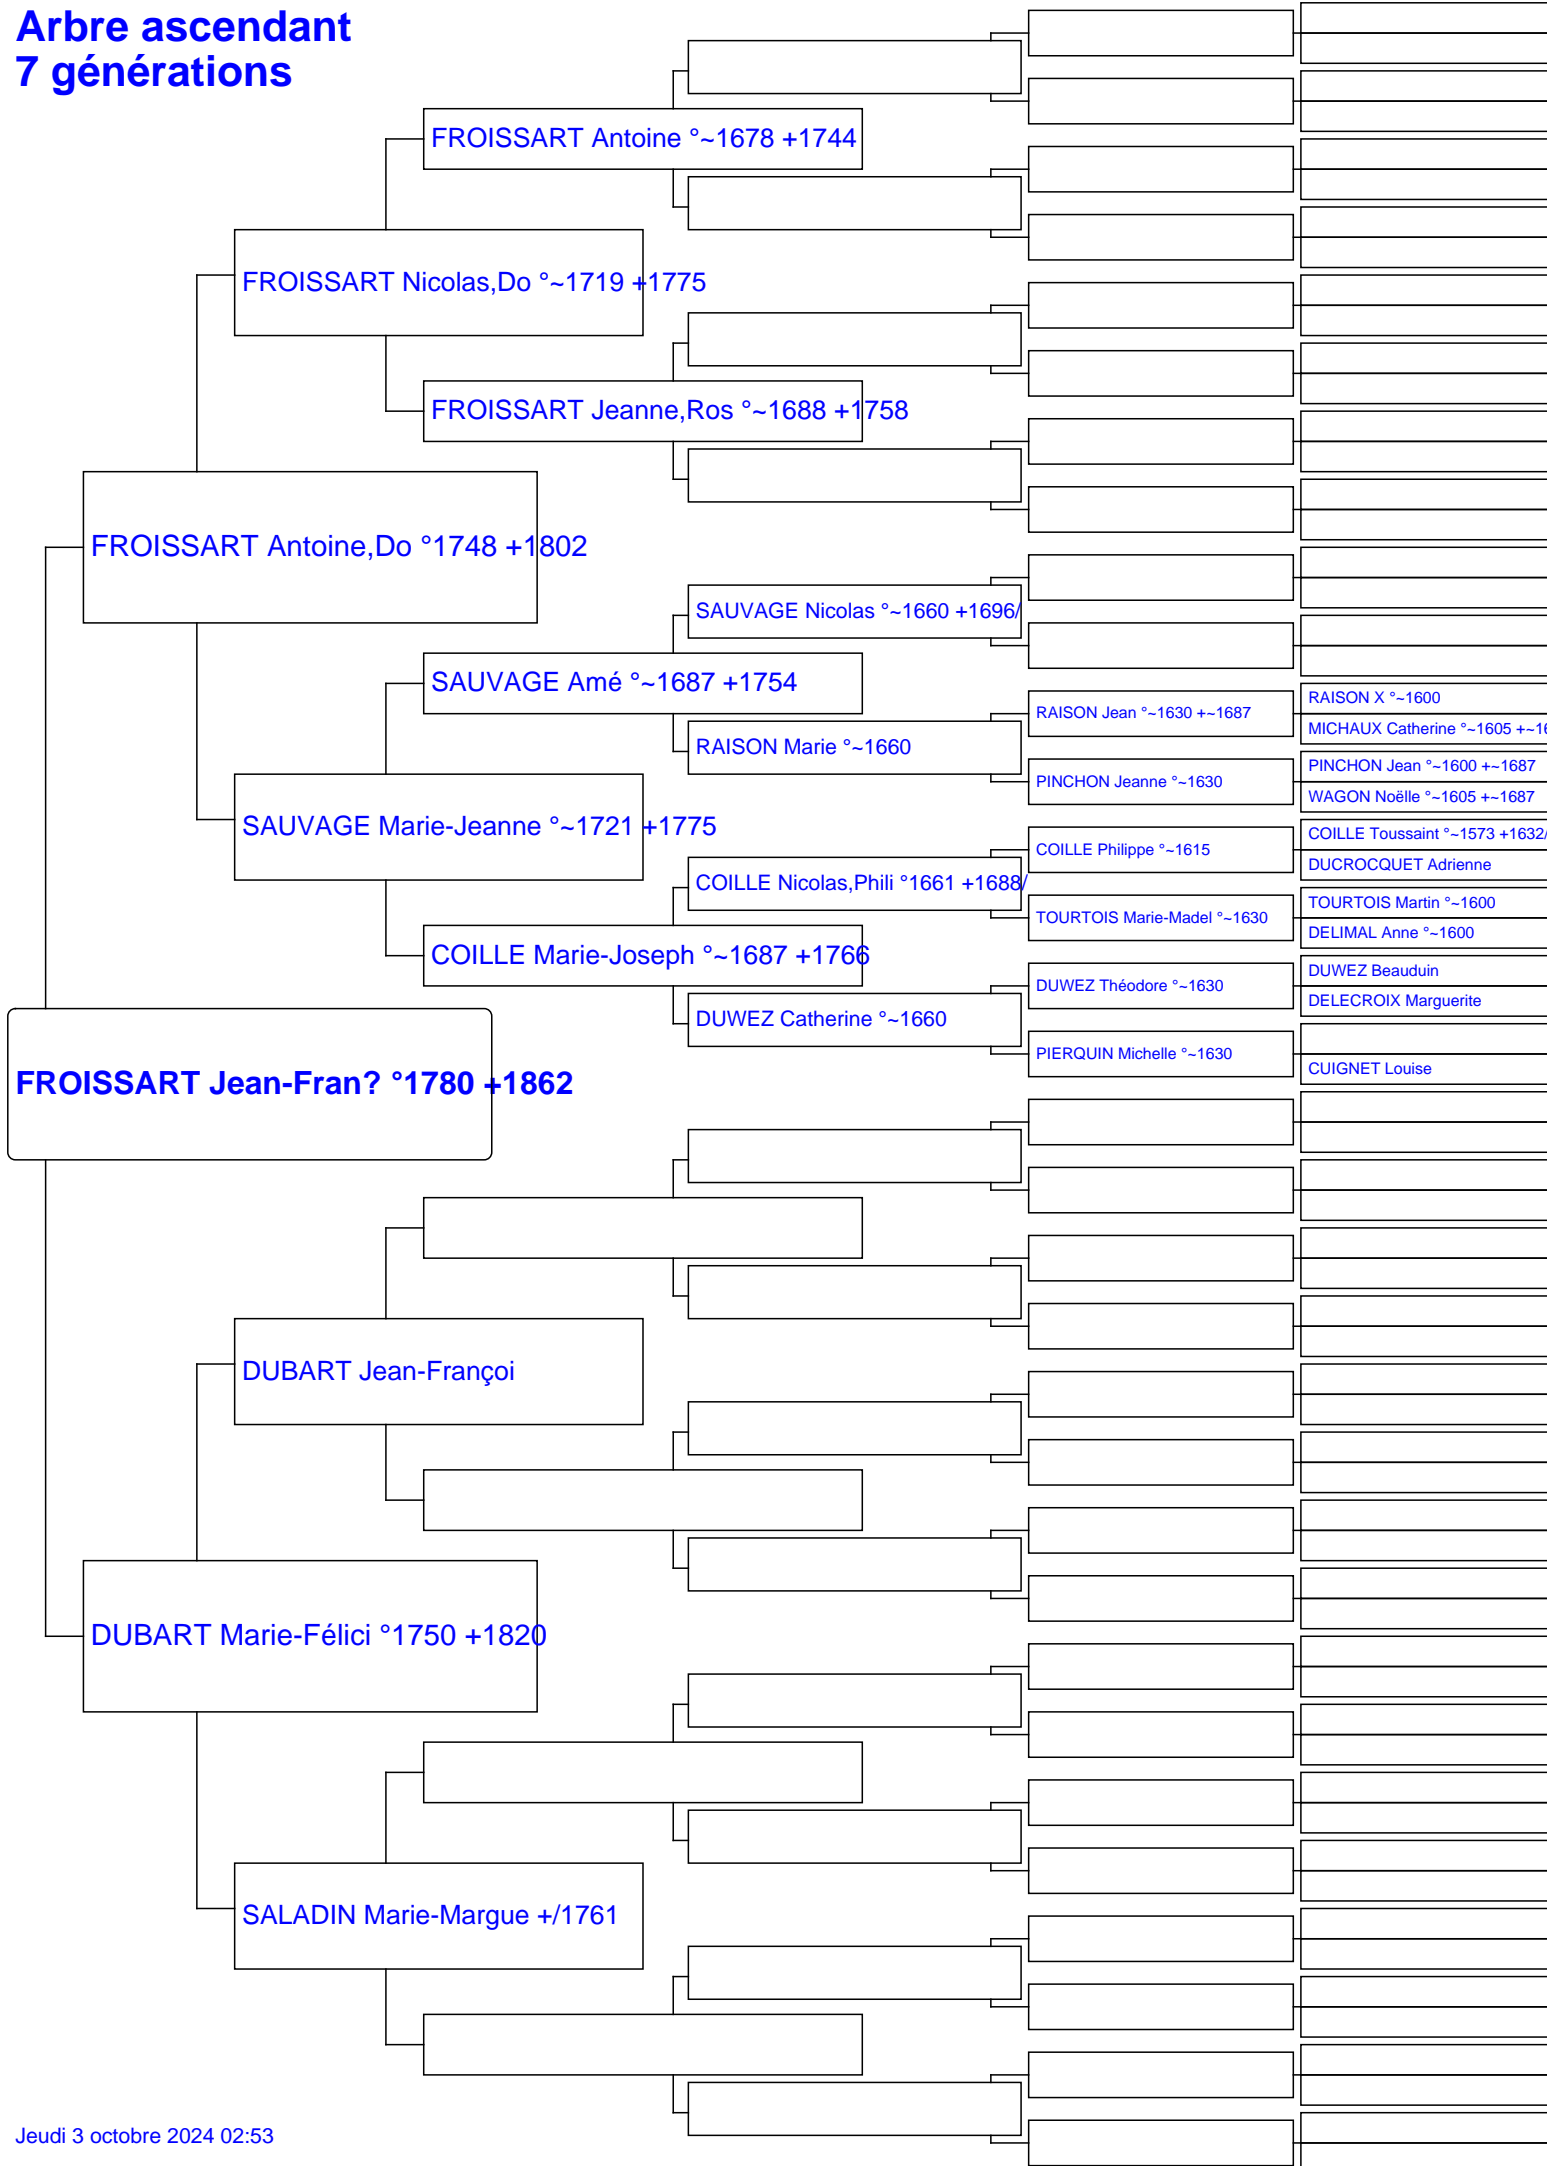 Arbre ascendant
7 générations
FROISSART Antoine °~1678 +1744
FROISSART Nicolas,Do °~1719 +1775
FROISSART Jeanne,Ros °~1688 +1758
FROISSART Antoine,Do °1748 +1802
SAUVAGE Nicolas °~1660 +1696/
SAUVAGE Amé °~1687 +1754
RAISON X °~1600
RAISON Jean °~1630 +~1687
MICHAUX Catherine °~1605 +~16
RAISON Marie °~1660
PINCHON Jean °~1600 +~1687
PINCHON Jeanne °~1630
WAGON Noëlle °~1605 +~1687
SAUVAGE Marie-Jeanne °~1721 +1775
COILLE Toussaint °~1573 +1632/
COILLE Philippe °~1615
DUCROCQUET Adrienne
COILLE Nicolas,Phili °1661 +1688/
TOURTOIS Martin °~1600
TOURTOIS Marie-Madel °~1630
DELIMAL Anne °~1600
COILLE Marie-Joseph °~1687 +1766
DUWEZ Beauduin
DUWEZ Théodore °~1630
DELECROIX Marguerite
DUWEZ Catherine °~1660
PIERQUIN Michelle °~1630
CUIGNET Louise
FROISSART Jean-Fran? °1780 +1862
DUBART Jean-Françoi
DUBART Marie-Félici °1750 +1820
SALADIN Marie-Margue +/1761
Jeudi 3 octobre 2024 02:53